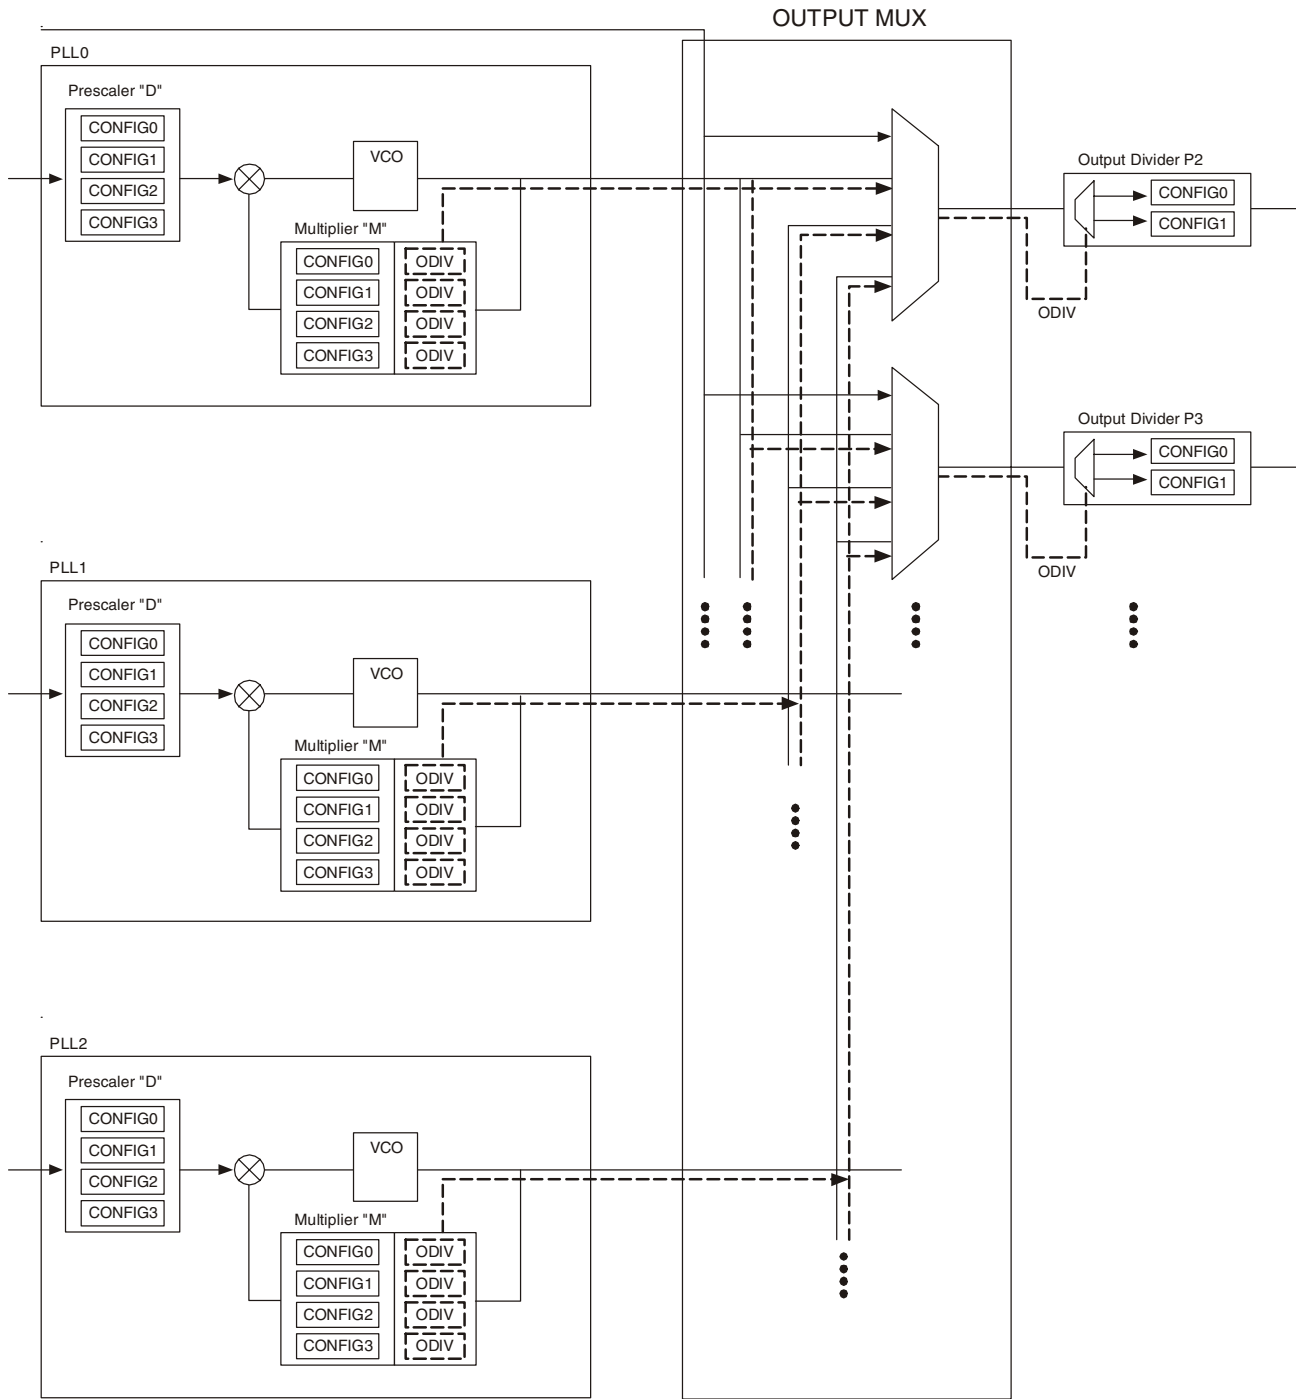 OUTPUT MUX
PLL0
Prescaler "D"
CONFIG0
CONFIG1
CONFIG2
CONFIG3
VCO
Multiplier "M"
CONFIG0 ODIV
CONFIG1 ODIV
CONFIG2 ODIV
CONFIG3 ODIV
Output Divider P2
CONFIG0
CONFIG1
ODIV
Output Divider P3
CONFIG0
CONFIG1
ODIV
PLL1
Prescaler "D"
CONFIG0
CONFIG1
CONFIG2
CONFIG3
VCO
Multiplier "M"
CONFIG0 ODIV
CONFIG1 ODIV
CONFIG2 ODIV
CONFIG3 ODIV
PLL2
Prescaler "D"
CONFIG0
CONFIG1
CONFIG2
CONFIG3
VCO
Multiplier "M"
CONFIG0 ODIV
CONFIG1 ODIV
CONFIG2 ODIV
CONFIG3 ODIV